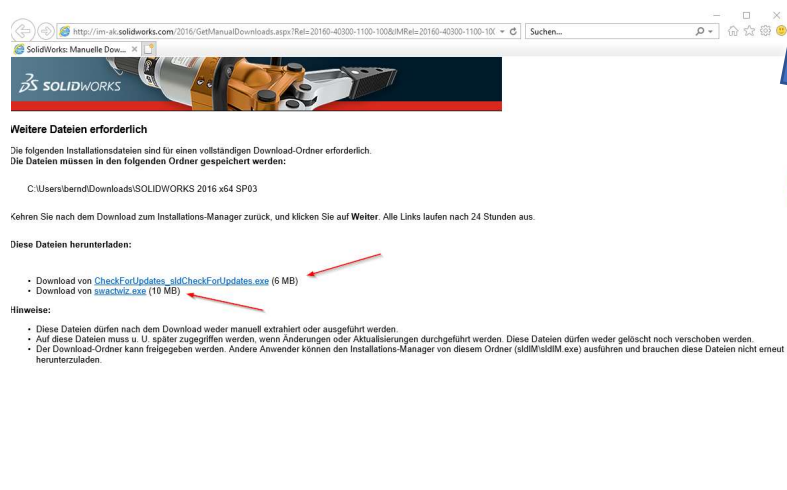 http://im-ak.solidworks.com/2016/GetManualDownloads.aspx?Rel=20160-40300-1100-100&IMRel=20160-40300-1100-10( Suchen...
SolidWorks: Manuelle Dow...
SOLIDWORKS
Weitere Dateien erforderlich
Die folgenden Installationsdateien sind für einen vollständigen Download-Ordner erforderlich.
Die Dateien müssen in den folgenden Ordner gespeichert werden:
C:\Users\bernd\Downloads\SOLIDWORKS 2016 x64 SP03
Kehren Sie nach dem Download zum Installations-Manager zurück, und klicken Sie auf Weiter. Alle Links laufen nach 24 Stunden aus.
Diese Dateien herunterladen:
• Download von CheckForUpdates_sldCheckForUpdates.exe (6 MB)
• Download von swactwiz.exe (10 MB)
Hinweise:
• Diese Dateien dürfen nach dem Download weder manuell extrahiert oder ausgeführt werden.
• Auf diese Dateien muss u. U. später zugegriffen werden, wenn Änderungen oder Aktualisierungen durchgeführt werden. Diese Dateien dürfen weder gelöscht noch verschoben werden.
• Der Download-Ordner kann freigegeben werden. Andere Anwender können den Installations-Manager von diesem Ordner (sldIM\sldIM.exe) ausführen und brauchen diese Dateien nicht erneut
herunterzuladen.